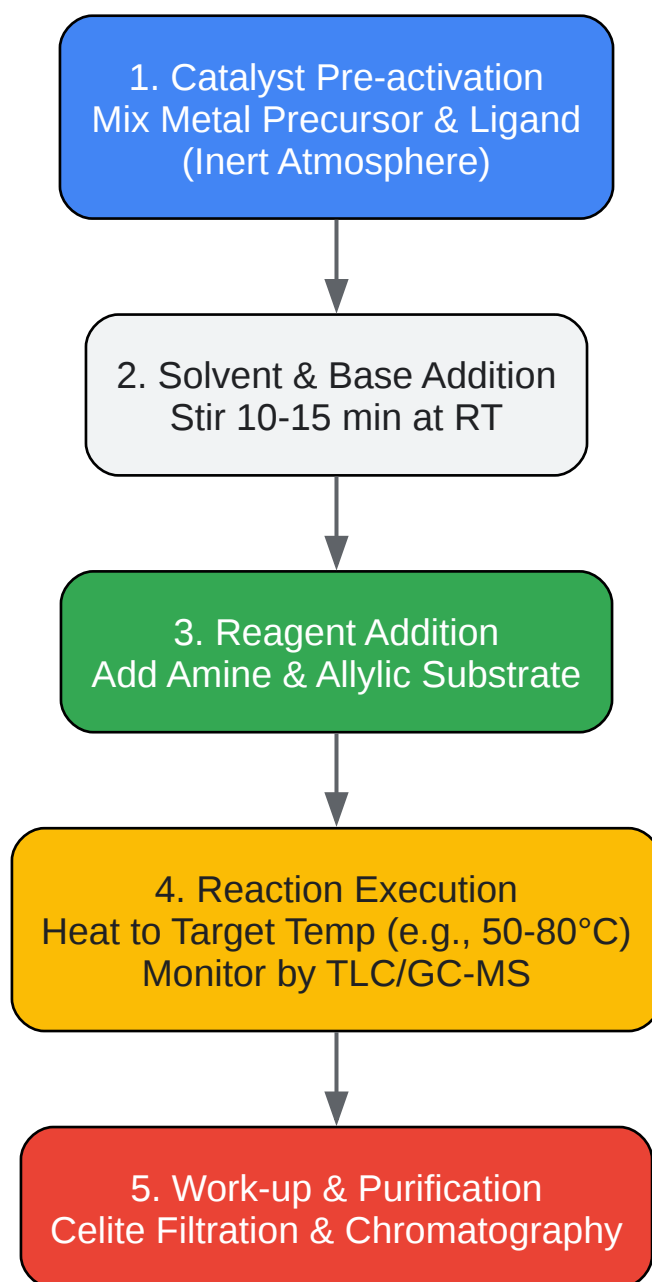 1. Catalyst Pre-activation
Mix Metal Precursor & Ligand
(Inert Atmosphere)
2. Solvent & Base Addition
Stir 10-15 min at RT
3. Reagent Addition
Add Amine & Allylic Substrate
4. Reaction Execution
Heat to Target Temp (e.g., 50-80°C)
Monitor by TLC/GC-MS
5. Work-up & Purification
Celite Filtration & Chromatography